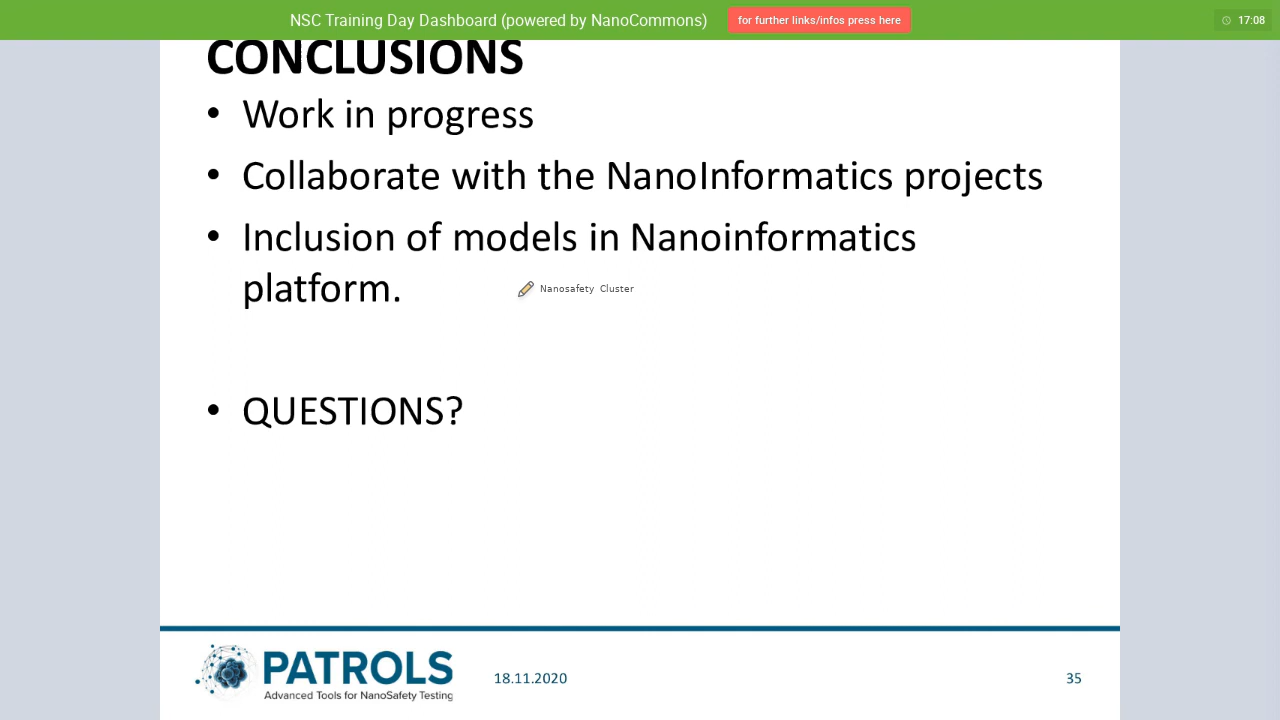 NSC Training Day Dashboard (powered by NanoCommons) for further links/infos press here 17:08
CONCLUSIONS
• Work in progress
• Collaborate with the NanoInformatics projects
• Inclusion of models in Nanoinformatics
platform.
Nanosafety Cluster
• QUESTIONS?
PATROLS
Advanced Tools for NanoSafety Testing
18.11.2020
35